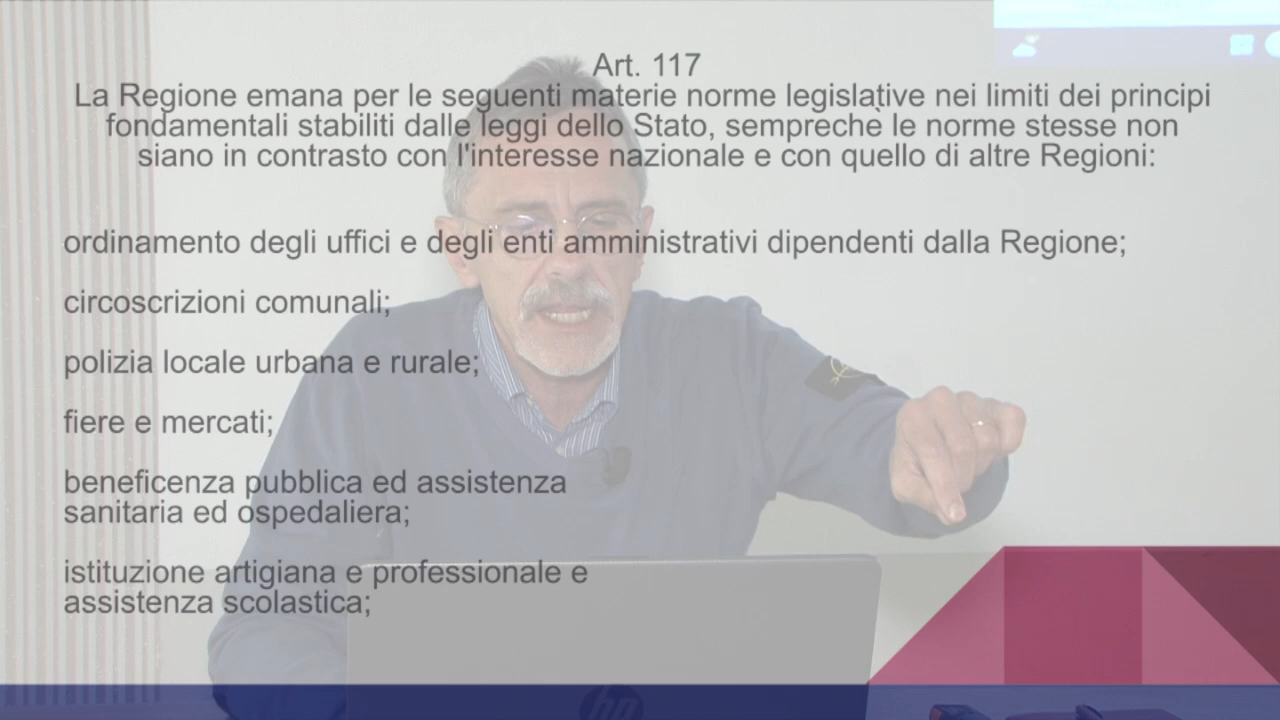 Art. 117
La Regione emana per le seguenti materie norme legislative nei limiti dei principi
fondamentali stabiliti dalle leggi dello Stato, sempreché le norme stesse non
siano in contrasto con l'interesse nazionale e con quello di altre Regioni:
ordinamento degli uffici e degli enti amministrativi dipendenti dalla Regione;
circoscrizioni comunali;
polizia locale urbana e rurale;
fiere e mercati;
beneficenza pubblica ed assistenza
sanitaria ed ospedaliera;
istituzione artigiana e professionale e
assistenza scolastica;
hp